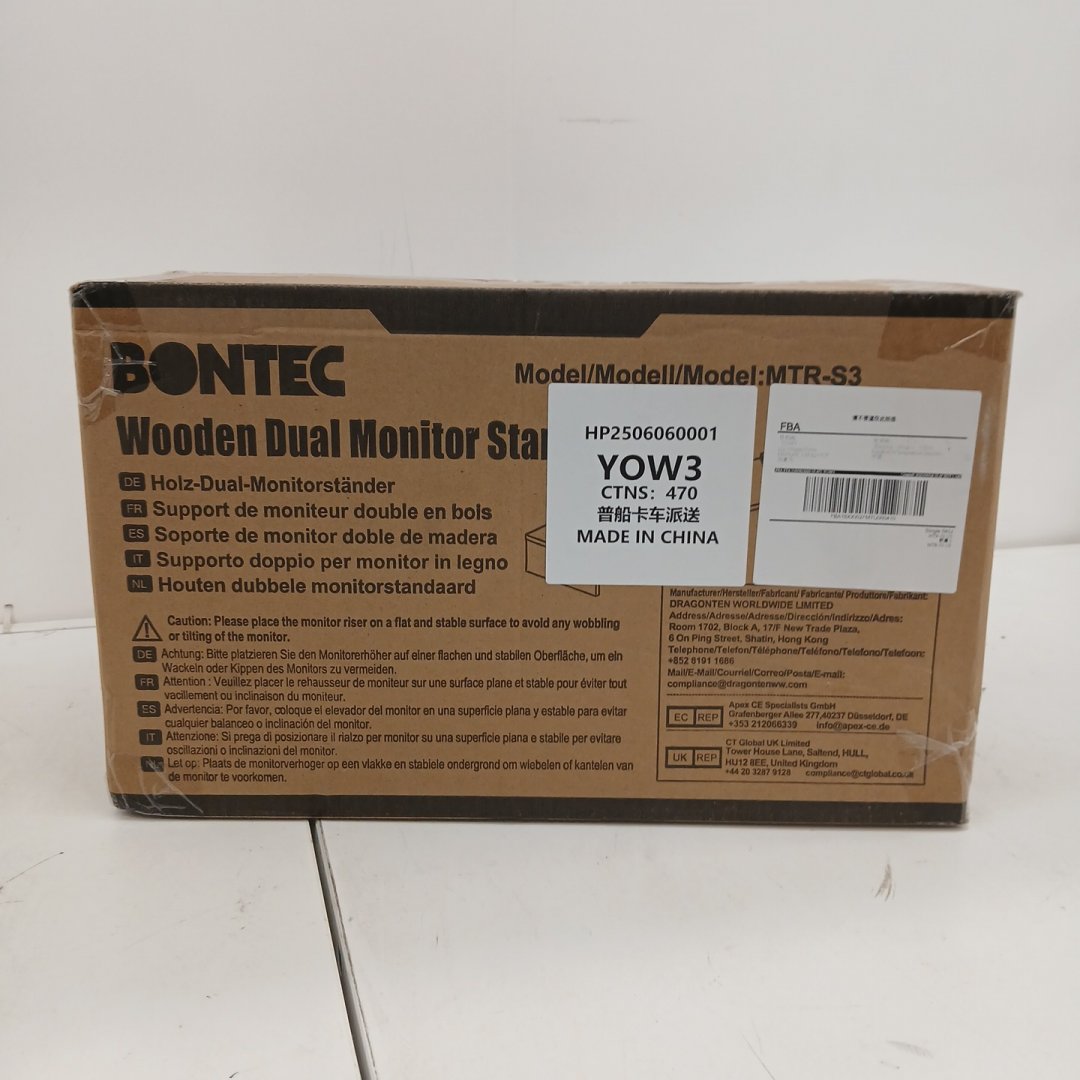 BONTEC
Model/Modell/Model:MTR-S3
Wooden Dual Monitor
DE Holz-Dual-Monitorständer
FR Support de moniteur double en bols
ES Soporte de monitor doble de madera
IT Supporto doppio per monitor in legno
NL Houten dubbele monitorstandaard
HP2506060001
YOW3
CTNS: 470
普船卡车派送
MADE IN CHINA
FBA
Caution: Please place the monitor riser on a flat and stable surface to avoid any wobbling
or tilting of the monitor.
DE Achtung: Bitte platzieren Sie den Monitorerhöher auf einer flachen und stabilen Oberfläche, um ein
Wackeln oder Kippen des Monitors zu vermeiden.
FR Attention : Veuillez placer le rehausseur de moniteur sur une surface plane et stable pour éviter tout
vacillement ou inclinaison du moniteur.
ES Advertencia: Por favor, coloque el elevador del monitor en una superficie plana y estable para evitar
cualquier balanceo o inclinación del monitor.
IT Attenzione: Si prega di posizionare il rialzo per monitor su una superficie piana e stabile per evitare
oscillazioni o inclinazioni del monitor.
NL Let op: Plaats de monitorverhoger op een vlakke en stabiele ondergrond om wiebelen of kantelen van
de monitor te voorkomen.
Manufacturer/Hersteller/Fabricant/ Fabricante/ Produttore/Fabrikant:
DRAGONTEN WORLDWIDE LIMITED
Address/Adresse/Adresse/Dirección/Indirizzo/Adres:
Room 1702, Block A, 17/F New Trade Plaza,
6 On Ping Street, Shatin, Hong Kong
Telephone/Telefon/Téléphone/Teléfono/Telefono/Telefoon:
+852 8191 1686
Mail/E-Mail/Courriel/Correo/Posta/E-mail:
compliance@dragontenww.com
EC REP
Apex CE Specialists GmbH
Grafenberger Allee 277,40237 Düsseldorf, DE
+353 212066339 info@apex-ce.de
UK REP
CT Global UK Limited
Tower House Lane, Saltend, HULL,
HU12 8EE, United Kingdom
+44 20 3287 9128 compliance@ctglobal.co.uk